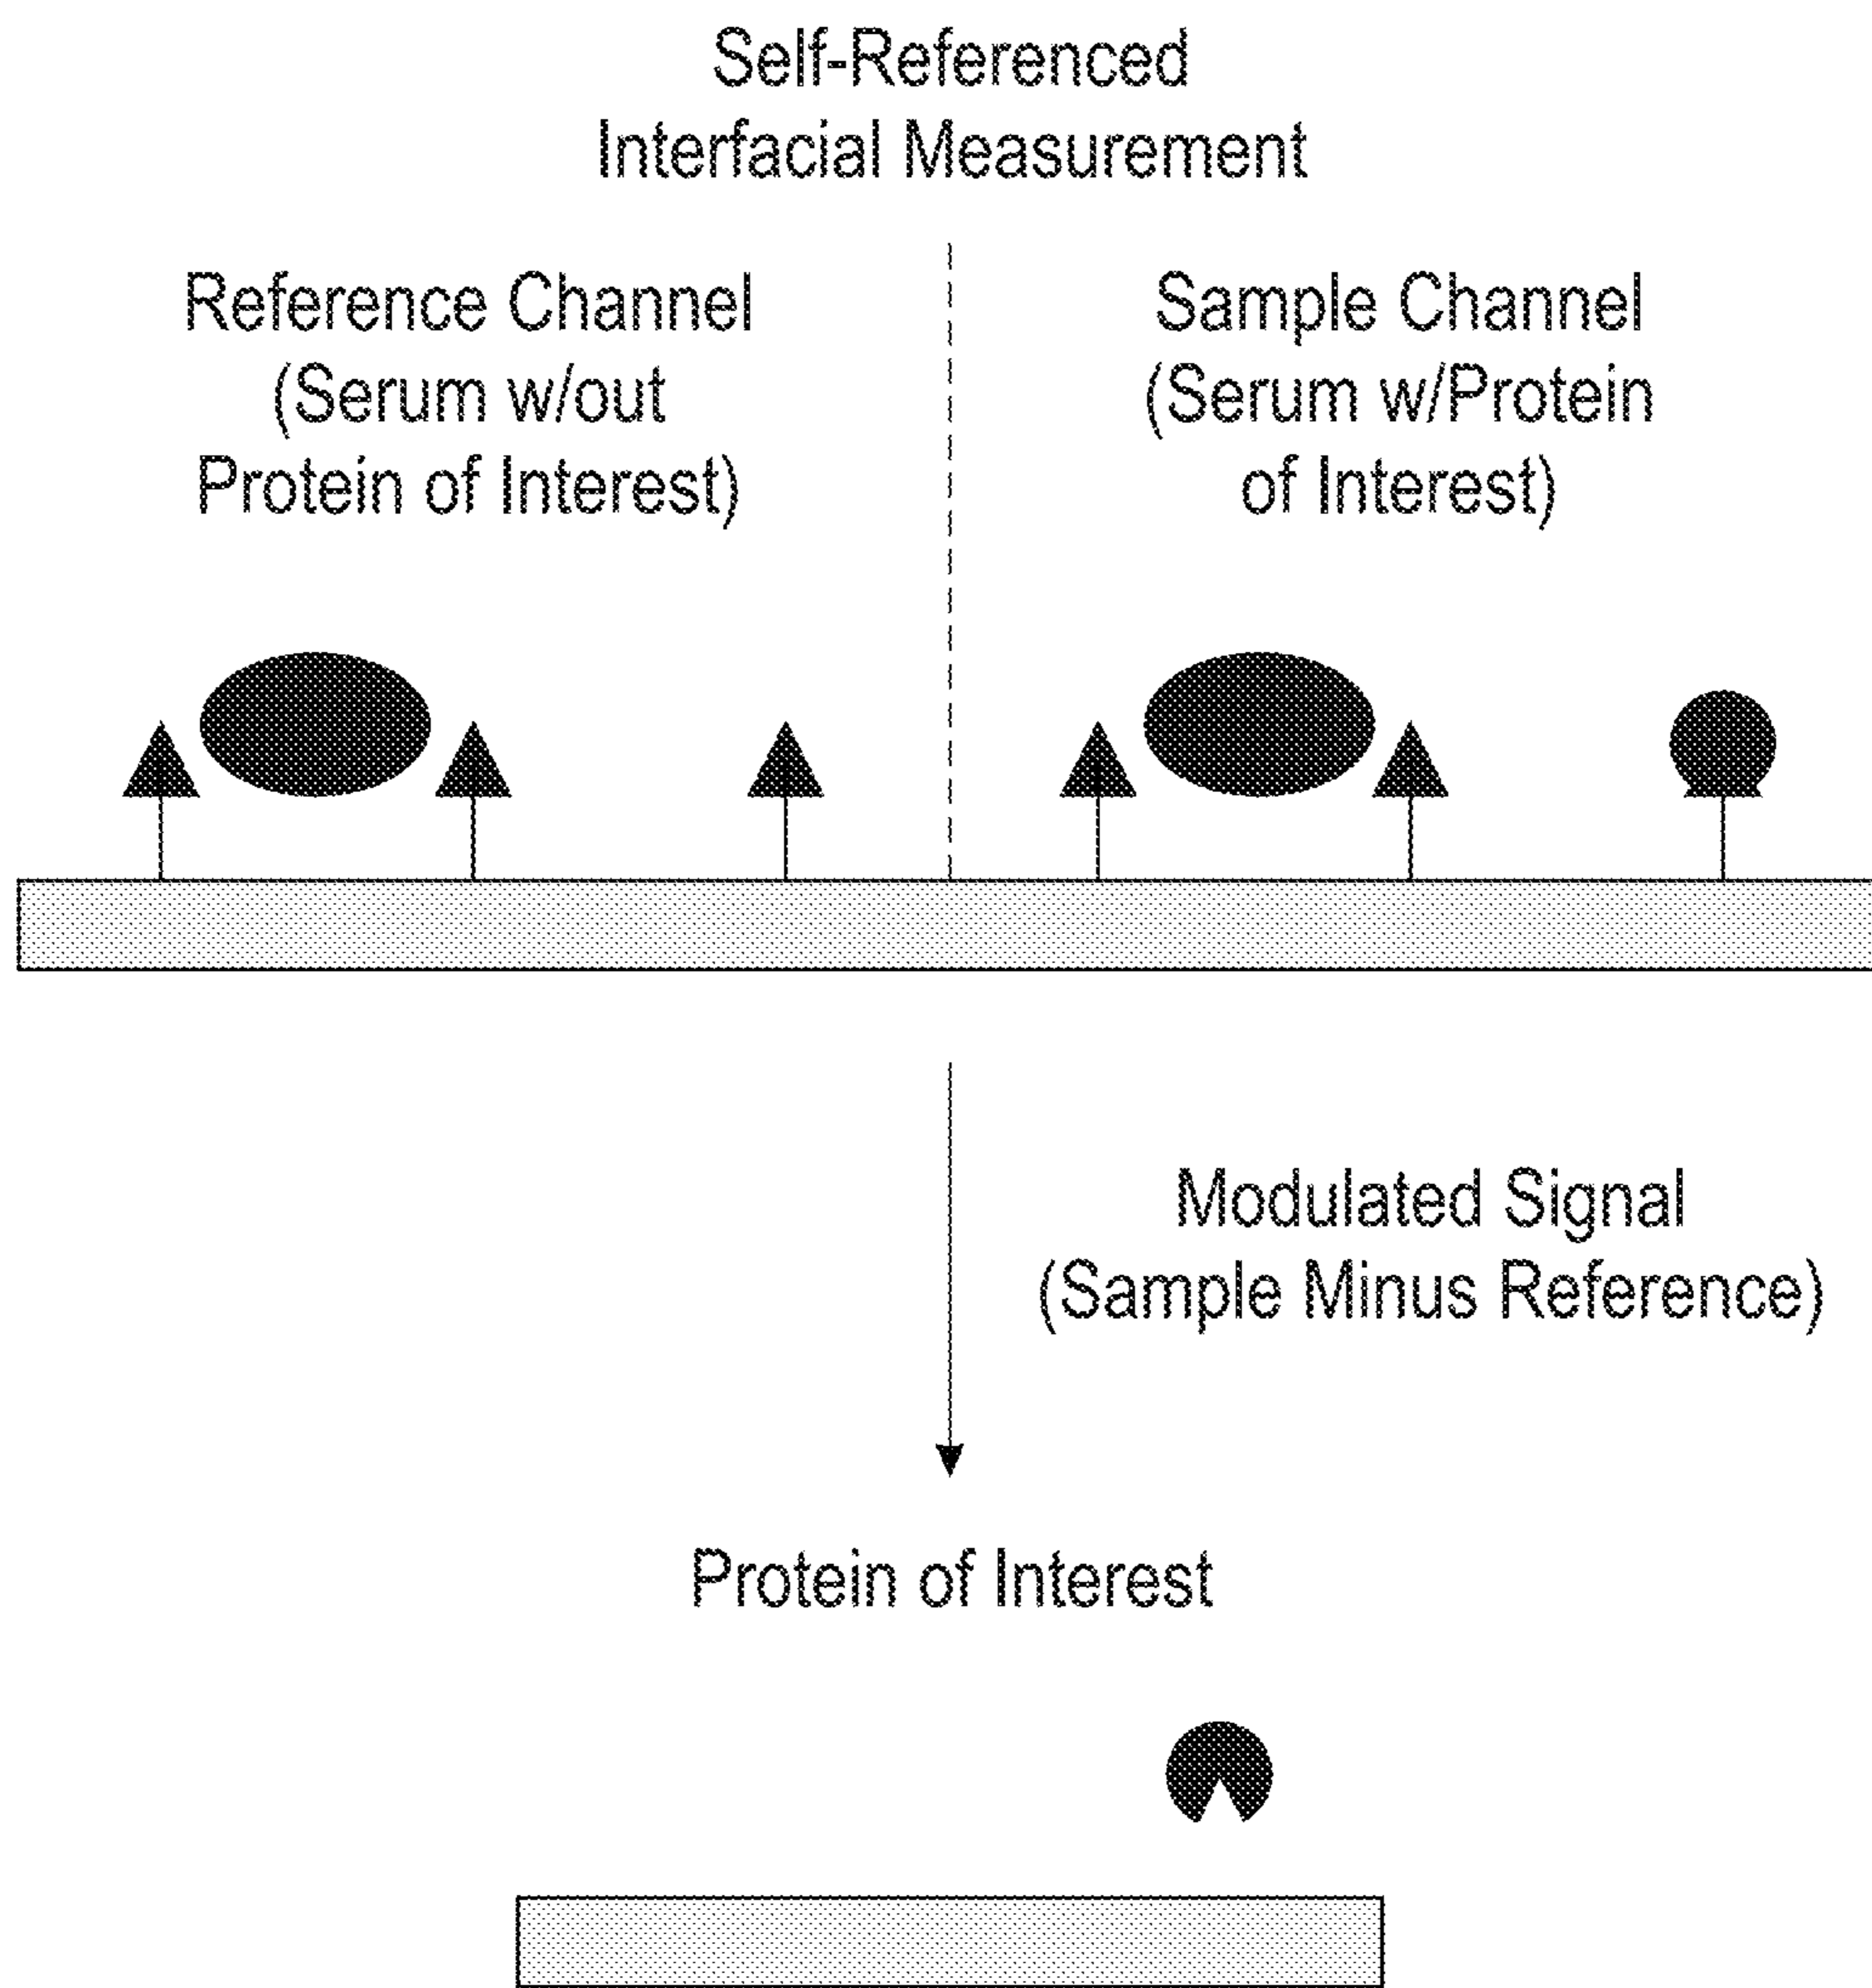 Self-Referenced
Interfacial Measurement
Reference Channel
(Serum w/out
Protein of Interest)
Sample Channel
(Serum w/Protein
of Interest)
Modulated Signal
(Sample Minus Reference)
Protein of Interest